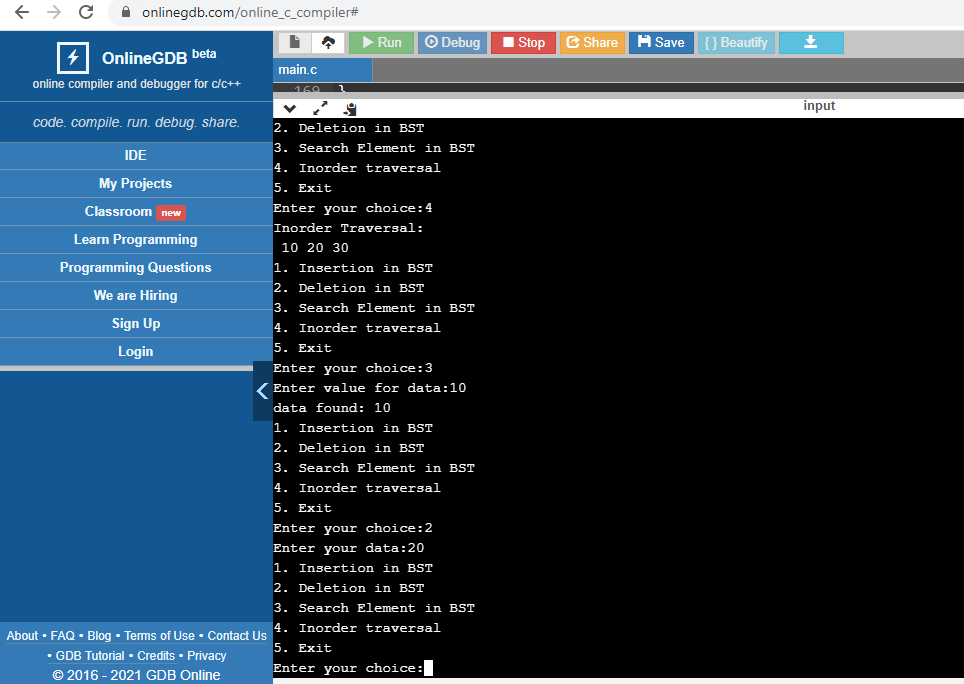 onlinegdb.com/online_c_compiler#
OnlineGDB beta
online compiler and debugger for c/c++
code. compile. run. debug. share.
IDE
My Projects
Classroom new
Learn Programming
Programming Questions
We are Hiring
Sign Up
Login
About • FAQ • Blog • Terms of Use • Contact Us
• GDB Tutorial • Credits • Privacy
© 2016 - 2021 GDB Online
Run Debug Stop Share Save { } Beautify
main.c
169 }
input
2. Deletion in BST
3. Search Element in BST
4. Inorder traversal
5. Exit
Enter your choice:4
Inorder Traversal:
10 20 30
1. Insertion in BST
2. Deletion in BST
3. Search Element in BST
4. Inorder traversal
5. Exit
Enter your choice:3
Enter value for data:10
data found: 10
1. Insertion in BST
2. Deletion in BST
3. Search Element in BST
4. Inorder traversal
5. Exit
Enter your choice:2
Enter your data:20
1. Insertion in BST
2. Deletion in BST
3. Search Element in BST
4. Inorder traversal
5. Exit
Enter your choice: